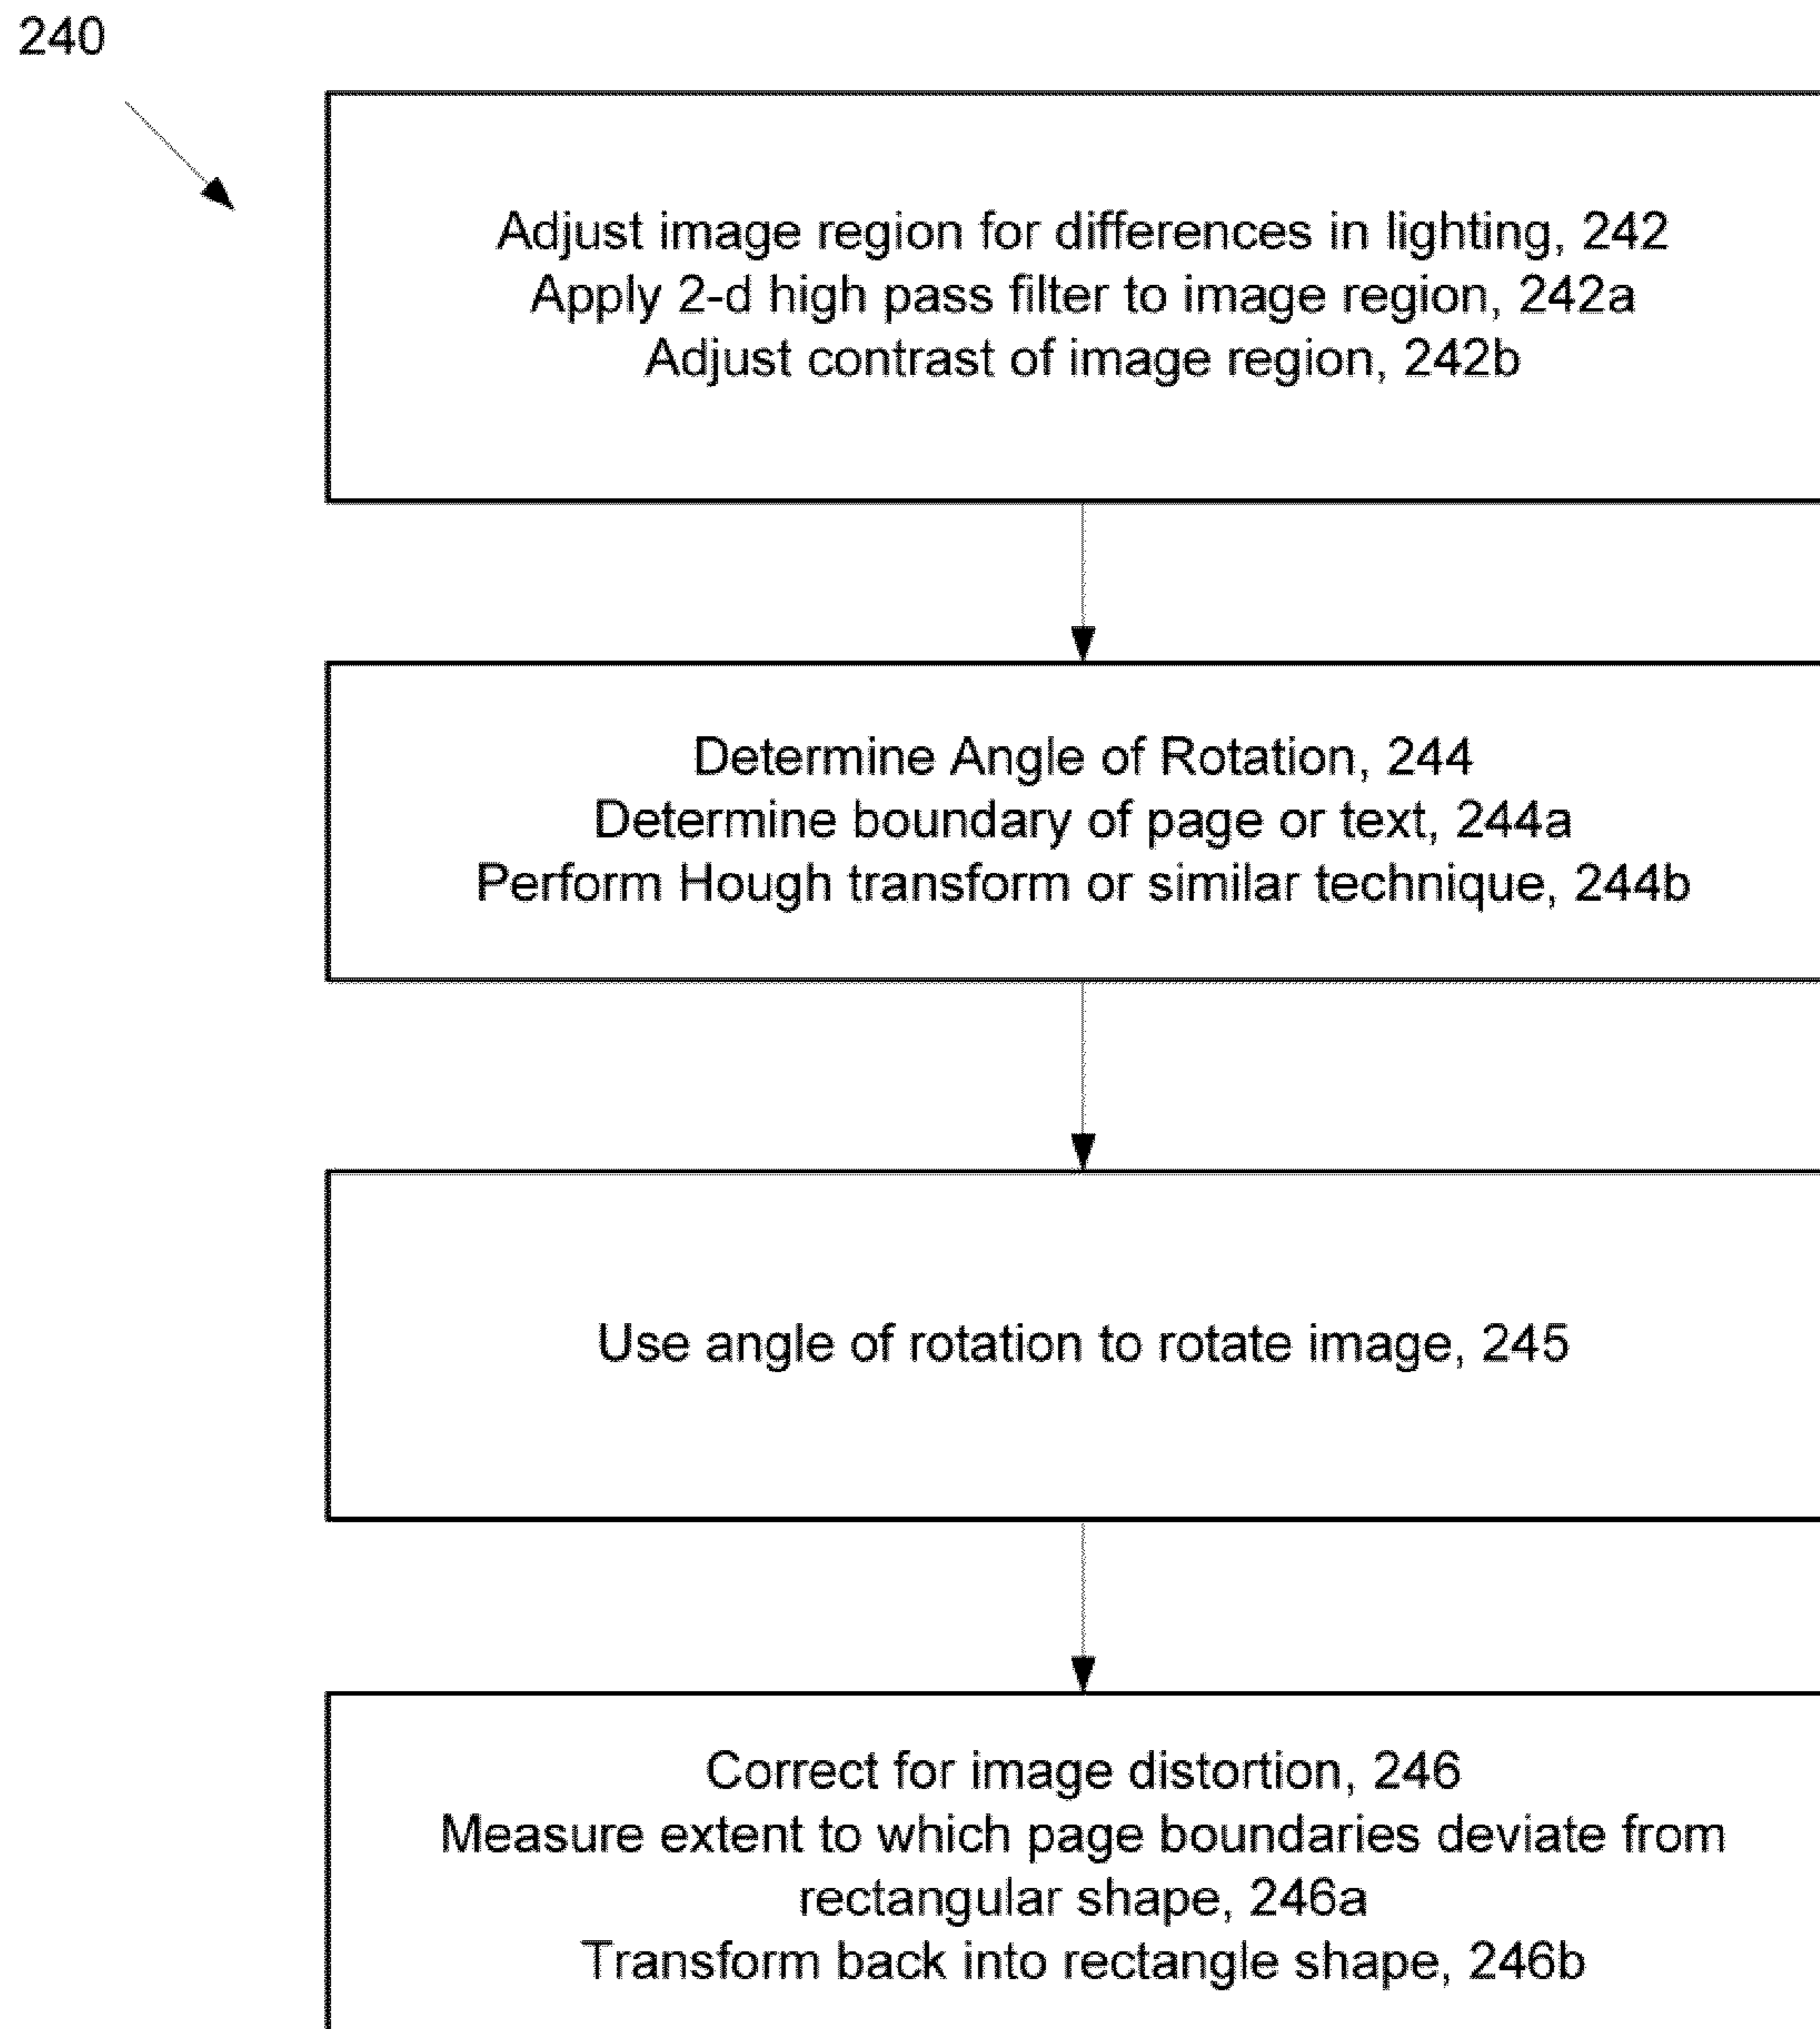 240
Adjust image region for differences in lighting, 242
Apply 2-d high pass filter to image region, 242a
Adjust contrast of image region, 242b
Determine Angle of Rotation, 244
Determine boundary of page or text, 244a
Perform Hough transform or similar technique, 244b
Use angle of rotation to rotate image, 245
Correct for image distortion, 246
Measure extent to which page boundaries deviate from
rectangular shape, 246a
Transform back into rectangle shape, 246b